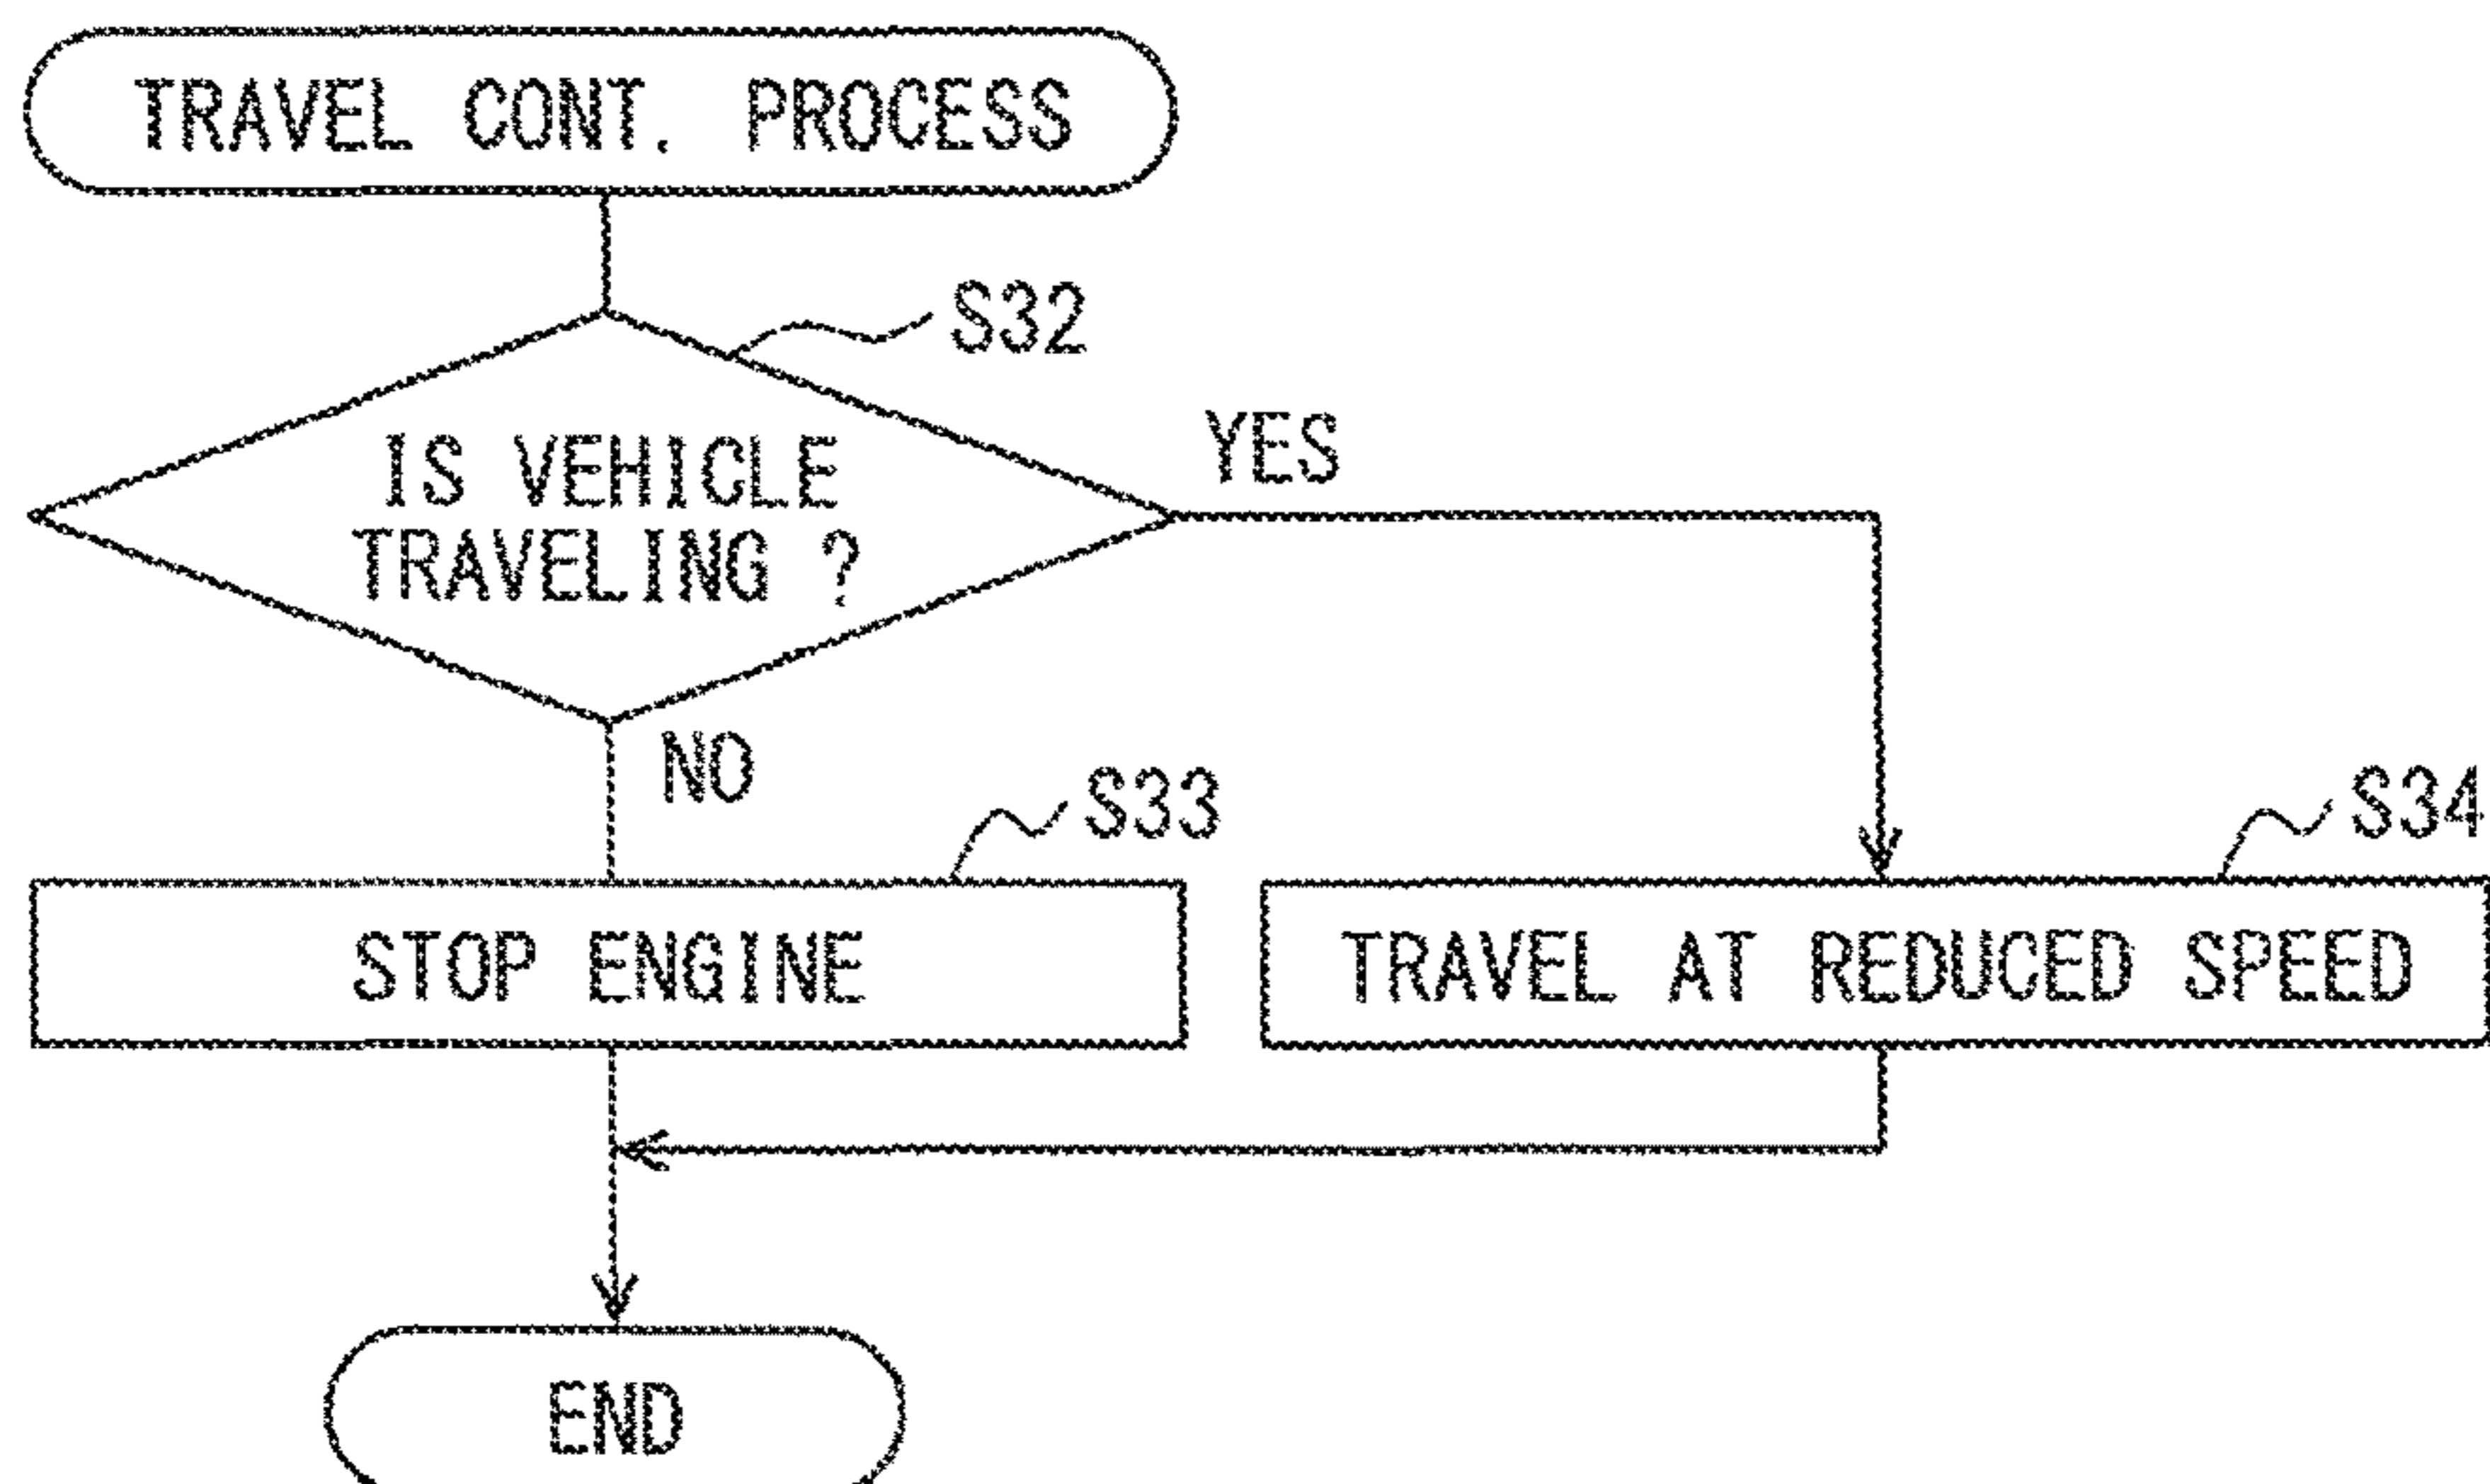 TRAVEL CONT. PROCESS
S32
IS VEHICLE
TRAVELING ?
YES
NO
S33
S34
STOP ENGINE
TRAVEL AT REDUCED SPEED
END